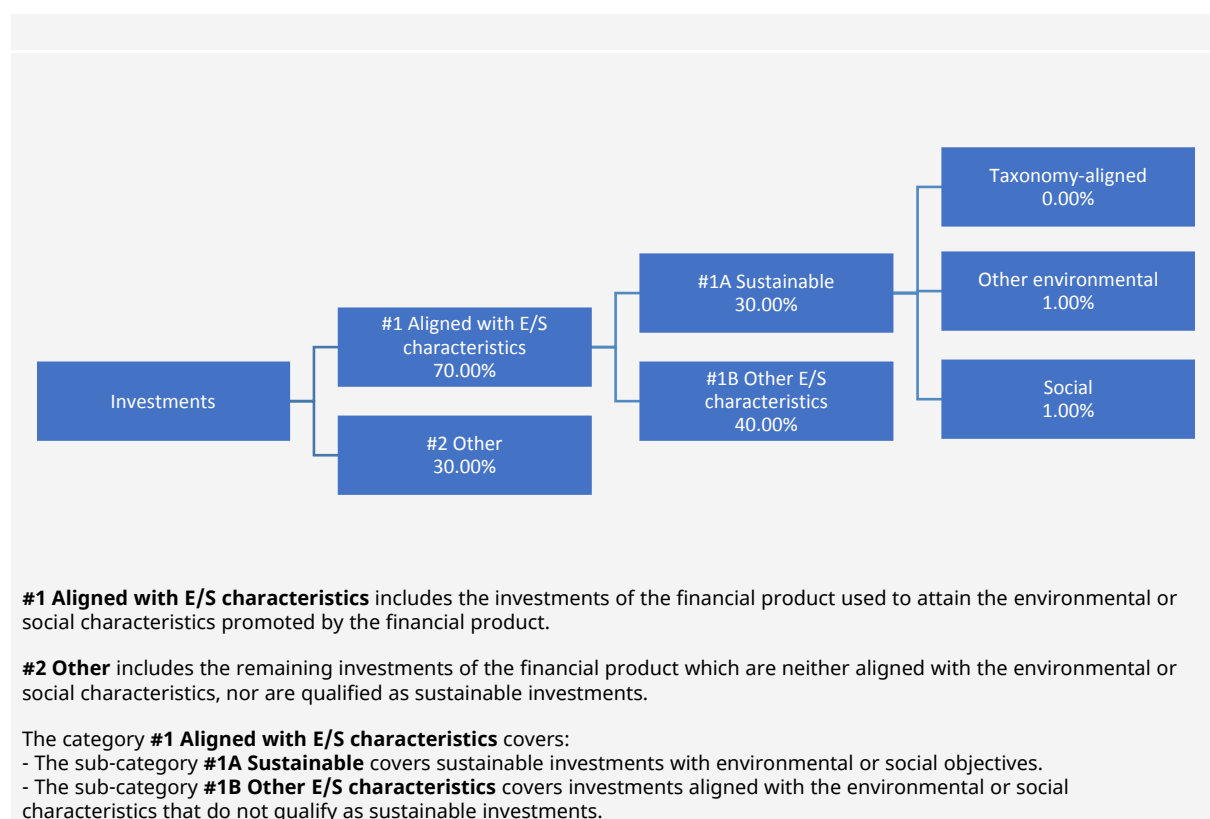 Investments
#1 Aligned with E/S
characteristics
70.00%
#2 Other
30.00%
#1A Sustainable
30.00%
#1B Other E/S
characteristics
40.00%
Taxonomy-aligned
0.00%
Other environmental
1.00%
Social
1.00%
#1 Aligned with E/S characteristics includes the investments of the financial product used to attain the environmental or
social characteristics promoted by the financial product.
#2 Other includes the remaining investments of the financial product which are neither aligned with the environmental or
social characteristics, nor are qualified as sustainable investments.
The category #1 Aligned with E/S characteristics covers:
- The sub-category #1A Sustainable covers sustainable investments with environmental or social objectives.
- The sub-category #1B Other E/S characteristics covers investments aligned with the environmental or social
characteristics that do not qualify as sustainable investments.